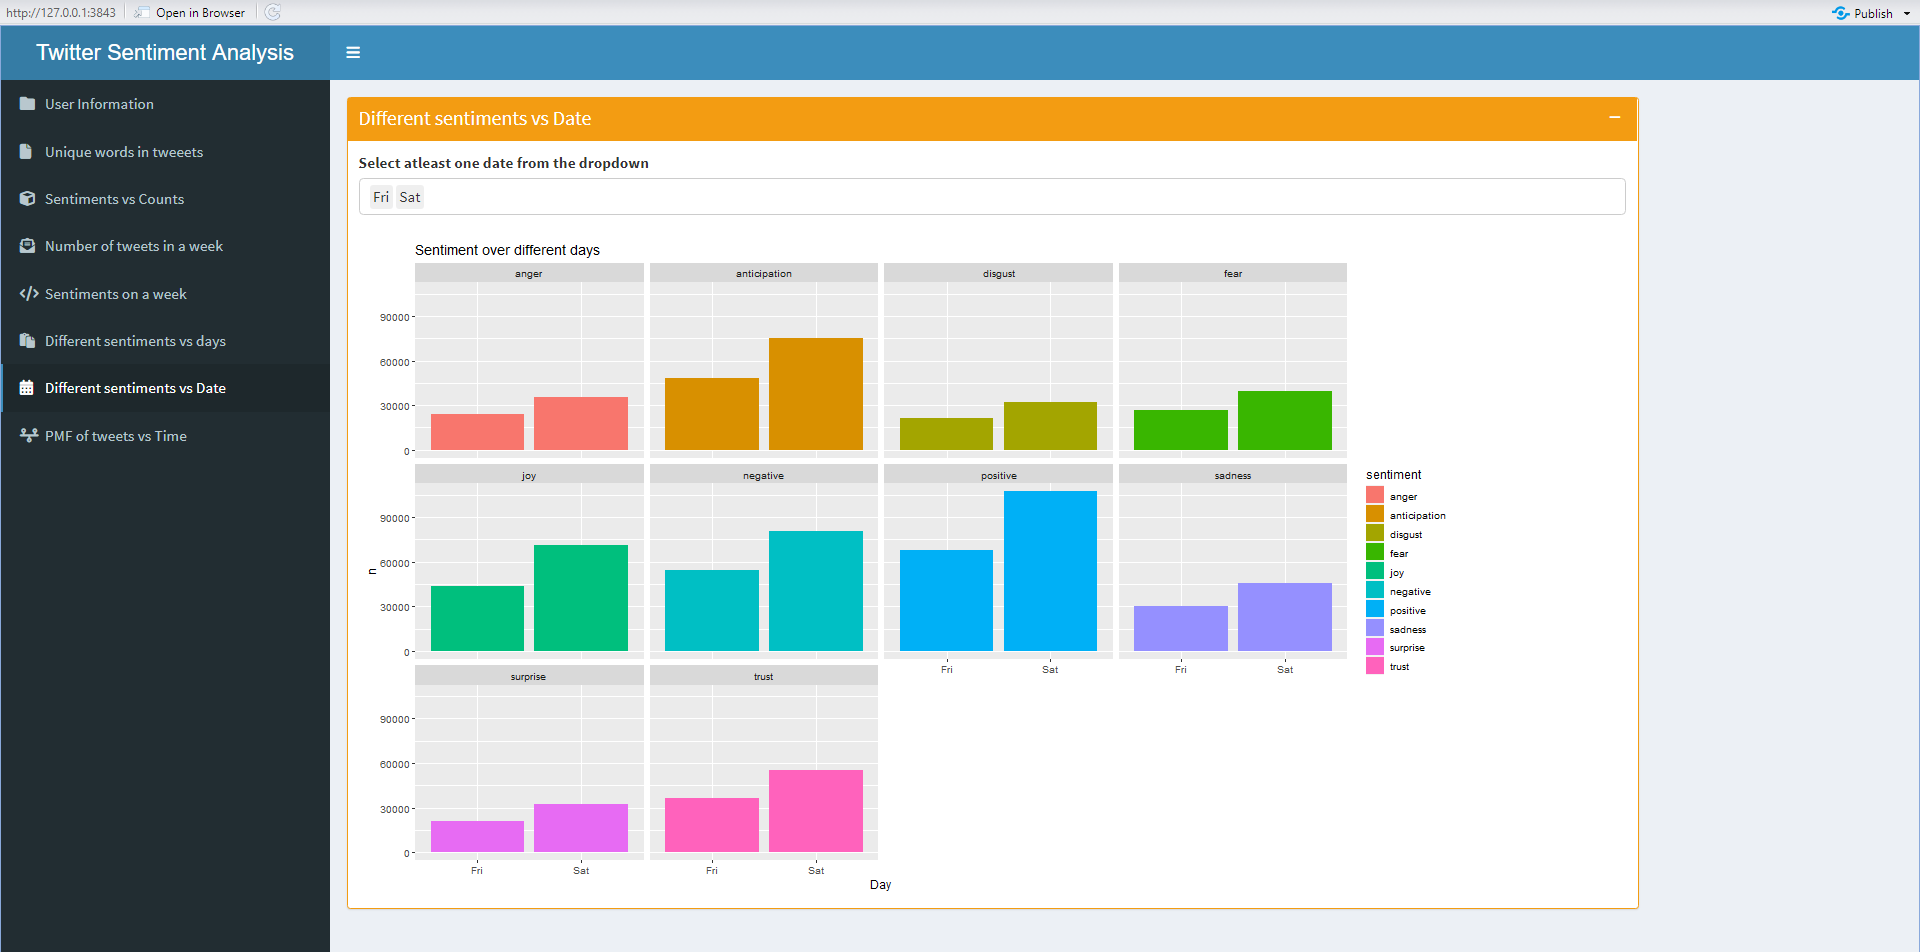 http://127.0.0.1:3843 Open in Browser Publish
Twitter Sentiment Analysis
User Information
Unique words in tweeets
Sentiments vs Counts
Number of tweets in a week
Sentiments on a week
Different sentiments vs days
Different sentiments vs Date
PMF of tweets vs Time
Different sentiments vs Date
Select atleast one date from the dropdown
Fri Sat
Sentiment over different days
anger anticipation disgust fear
90000
60000
30000
0
joy negative positive sadness
90000
60000
30000
0
Fri Sat Fri Sat
surprise trust
90000
60000
30000
0
Fri Sat Fri Sat
n
Day
sentiment
anger
anticipation
disgust
fear
joy
negative
positive
sadness
surprise
trust